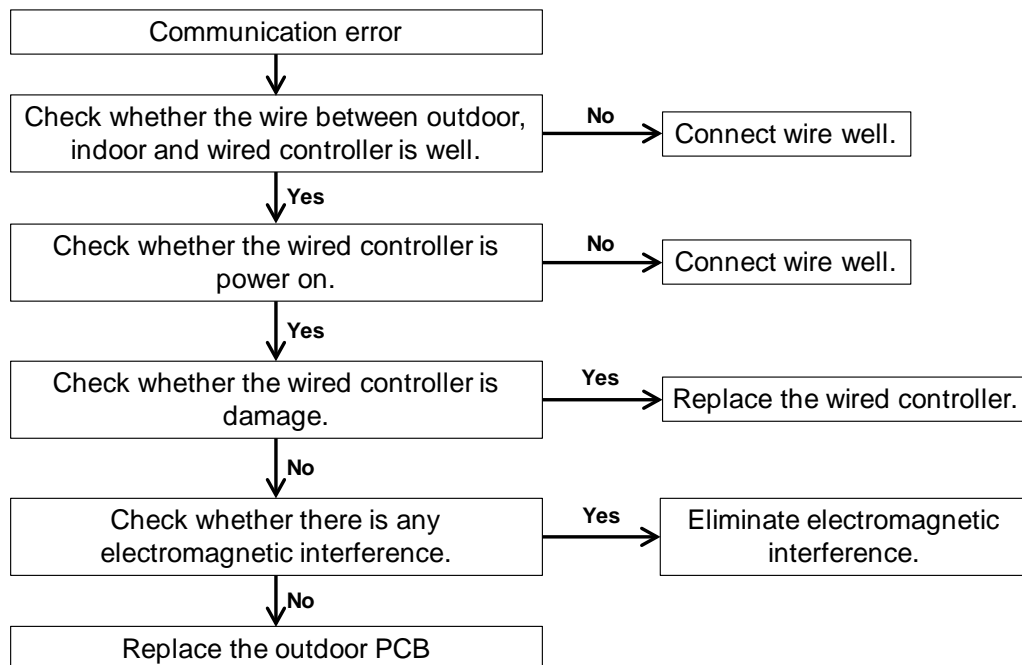 Communication error
Check whether the wire between outdoor,
indoor and wired controller is well.
No
Connect wire well.
Yes
Check whether the wired controller is
power on.
No
Connect wire well.
Yes
Check whether the wired controller is
damage.
Yes
Replace the wired controller.
No
Check whether there is any
electromagnetic interference.
Yes
Eliminate electromagnetic
interference.
No
Replace the outdoor PCB